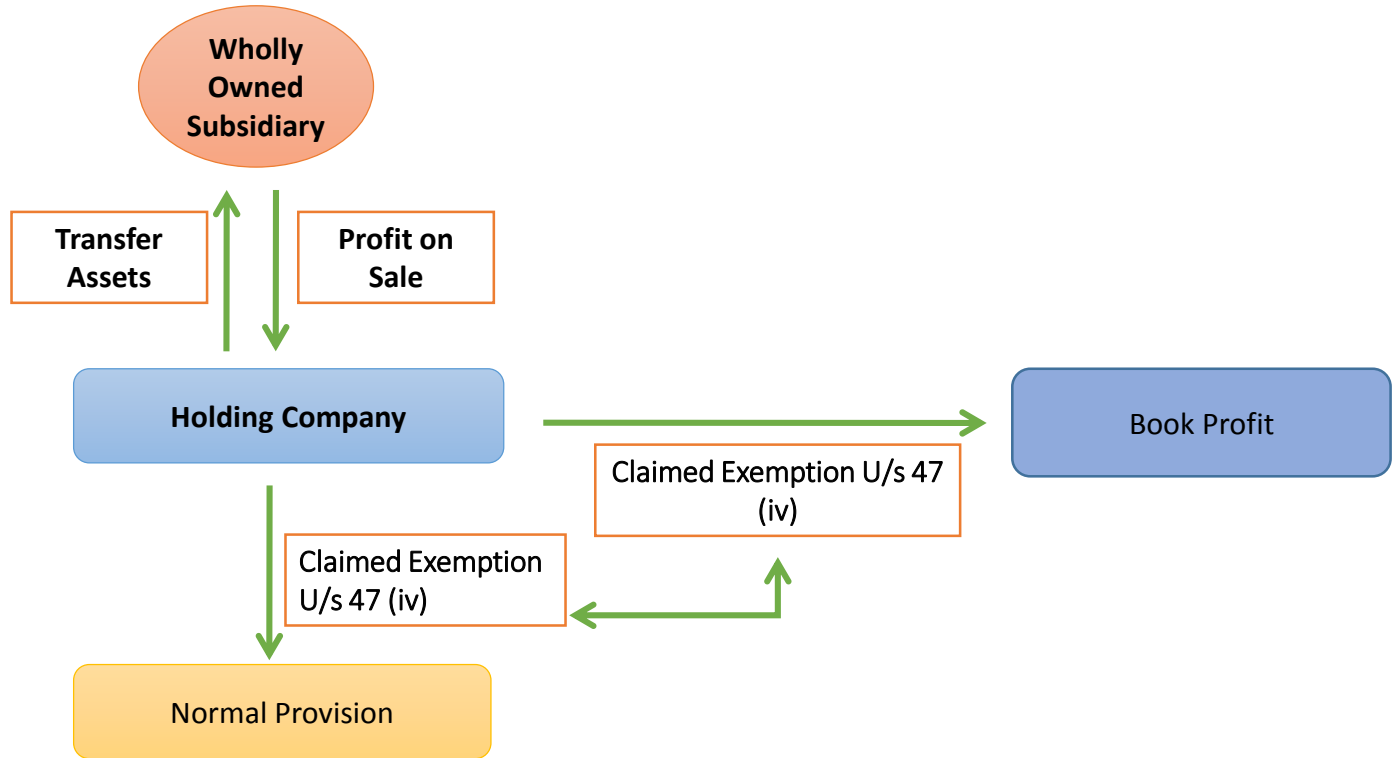 Wholly
Owned
Subsidiary
Transfer
Assets
Profit on
Sale
Holding Company
Book Profit
Claimed Exemption U/s 47
(iv)
Claimed Exemption
U/s 47 (iv)
Normal Provision